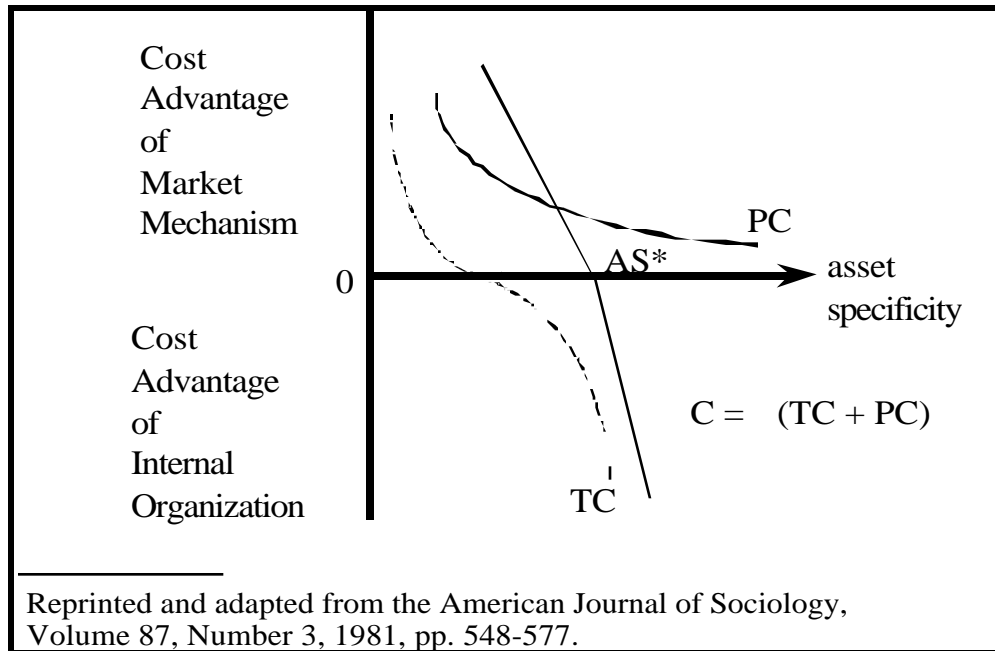 Cost
Advantage
of
Market
Mechanism
PC
AS*
0
asset
specificity
Cost
Advantage
of
Internal
Organization
C = (TC + PC)
TC
Reprinted and adapted from the American Journal of Sociology,
Volume 87, Number 3, 1981, pp. 548-577.